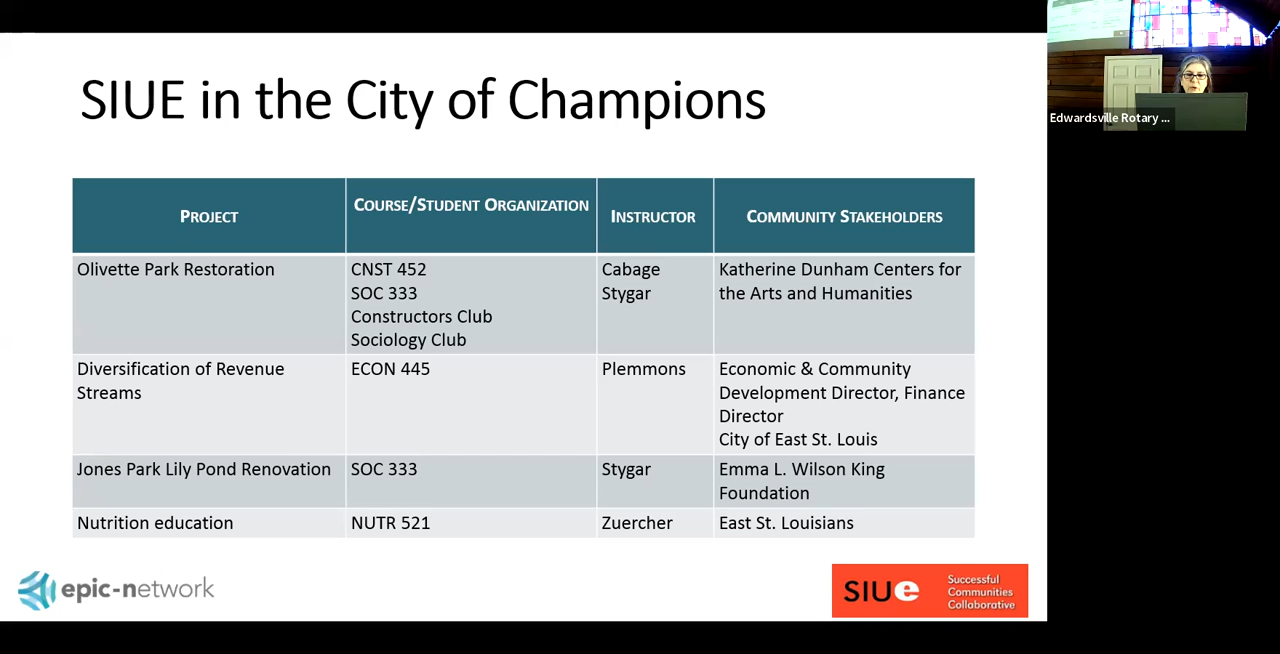 SIUE in the City of Champions
PROJECT
COURSE/STUDENT ORGANIZATION
INSTRUCTOR
COMMUNITY STAKEHOLDERS
Olivette Park Restoration
CNST 452
SOC 333
Constructors Club
Sociology Club
Cabage
Stygar
Katherine Dunham Centers for
the Arts and Humanities
Diversification of Revenue
Streams
ECON 445
Plemmons
Economic & Community
Development Director, Finance
Director
City of East St. Louis
Jones Park Lily Pond Renovation
SOC 333
Stygar
Emma L. Wilson King
Foundation
Nutrition education
NUTR 521
Zuercher
East St. Louisians
epic-network
SIUe
Successful
Communities
Collaborative
Edwardsville Rotary ...